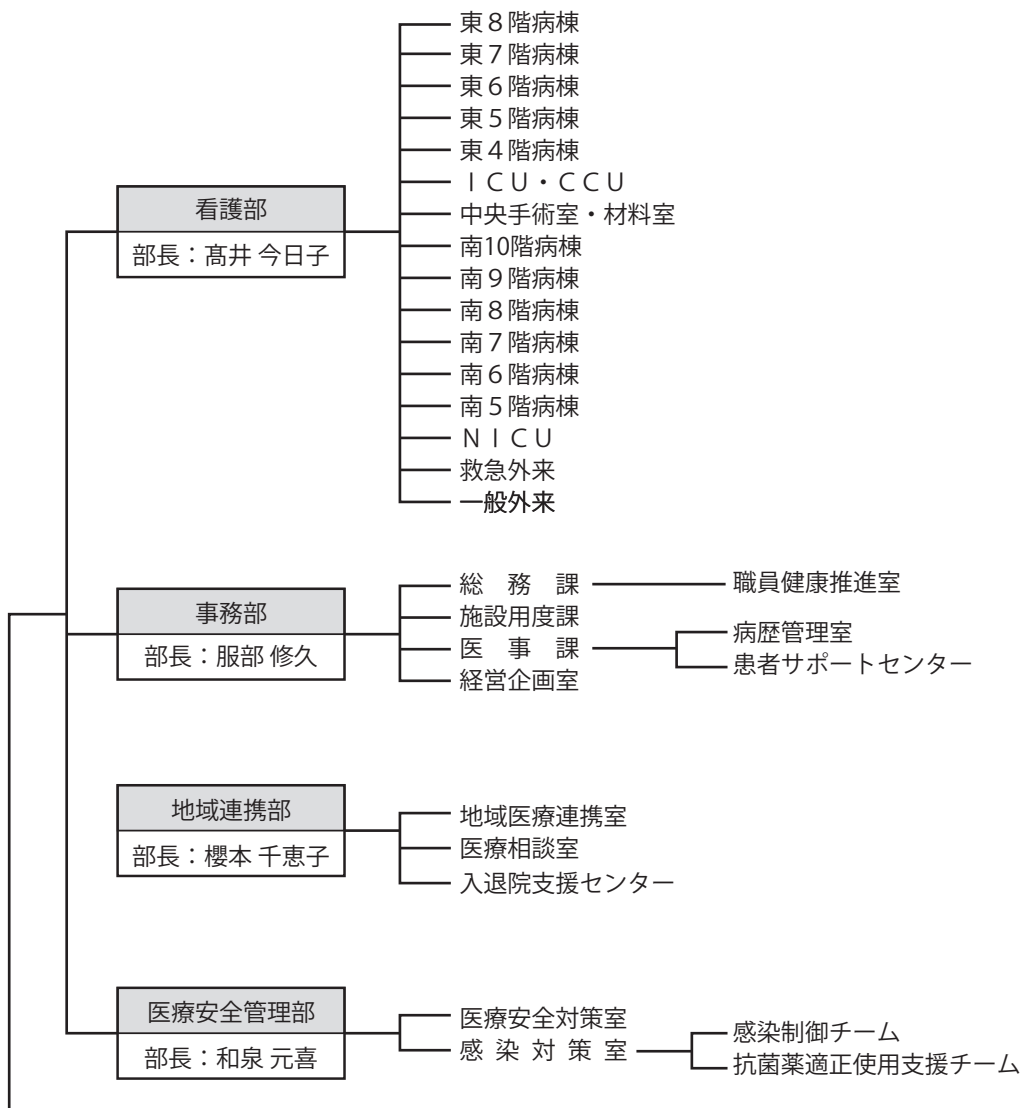 東８階病棟
東７階病棟
東６階病棟
東５階病棟
東４階病棟
ＩＣＵ・ＣＣＵ
中央手術室・材料室
南10階病棟
南９階病棟
南８階病棟
南７階病棟
南６階病棟
南５階病棟
ＮＩＣＵ
救急外来
一般外来
看護部
部長：髙井 今日子
事務部
部長：服部 修久
総　務　課
職員健康推進室
施設用度課
医　事　課
病歴管理室
患者サポートセンター
経営企画室
地域連携部
部長：櫻本 千恵子
地域医療連携室
医療相談室
入退院支援センター
医療安全管理部
部長：和泉 元喜
医療安全対策室
感 染 対 策 室
感染制御チーム
抗菌薬適正使用支援チーム